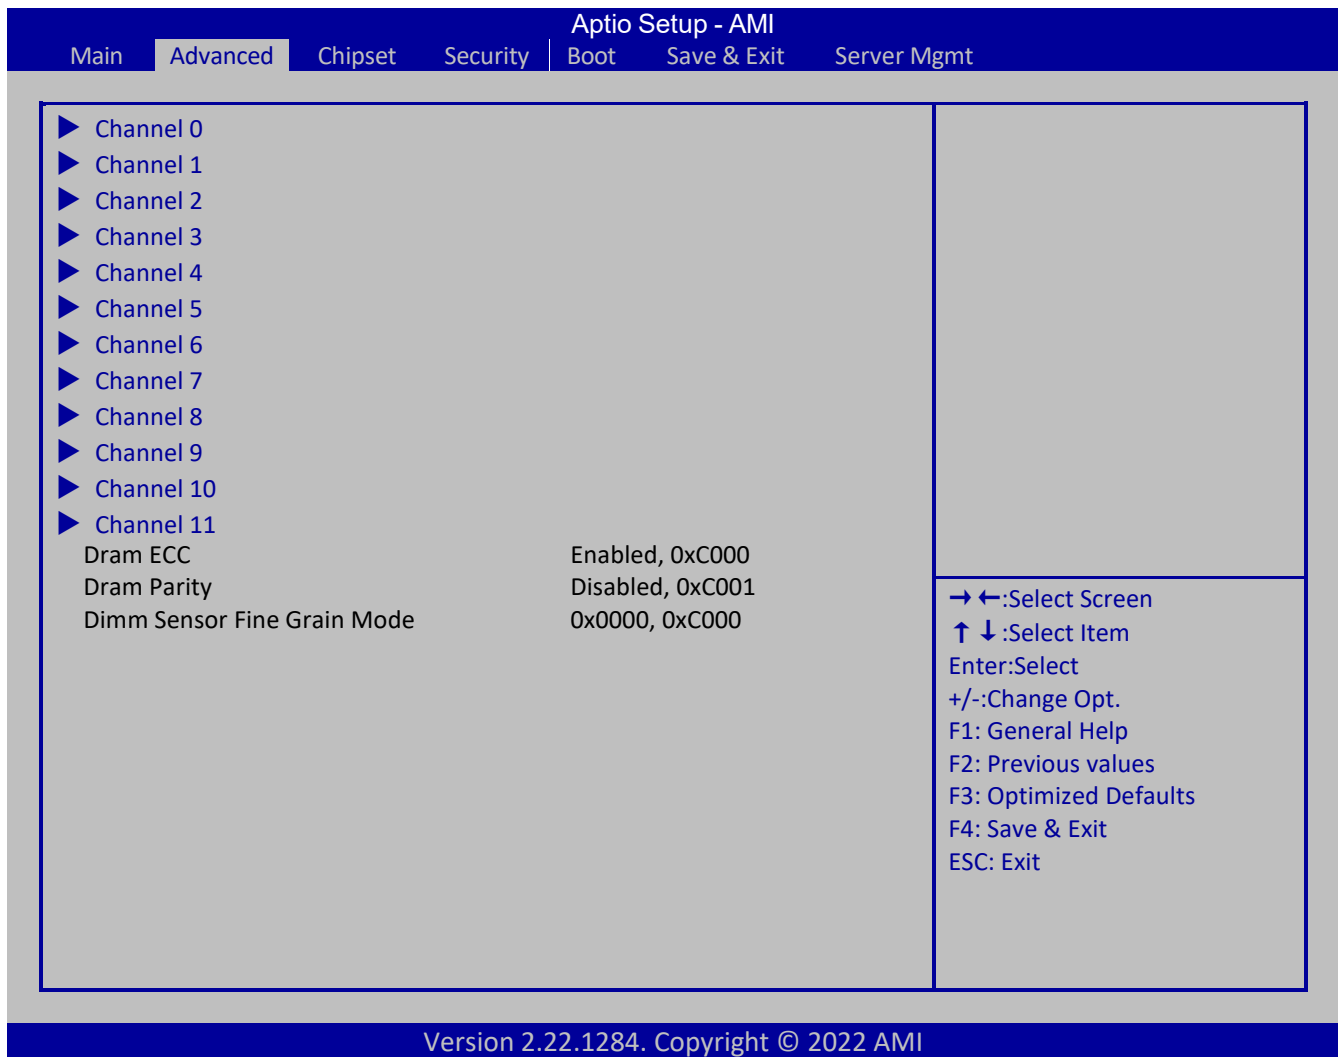 Aptio Setup - AMI
Main Advanced Chipset Security Boot Save & Exit Server Mgmt
Channel 0
Channel 1
Channel 2
Channel 3
Channel 4
Channel 5
Channel 6
Channel 7
Channel 8
Channel 9
Channel 10
Channel 11
Dram ECC Enabled, 0xC000
Dram Parity Disabled, 0xC001
Dimm Sensor Fine Grain Mode 0x0000, 0xC000
→ ←:Select Screen
↑ ↓ :Select Item
Enter:Select
+/-:Change Opt.
F1: General Help
F2: Previous values
F3: Optimized Defaults
F4: Save & Exit
ESC: Exit
Version 2.22.1284. Copyright © 2022 AMI